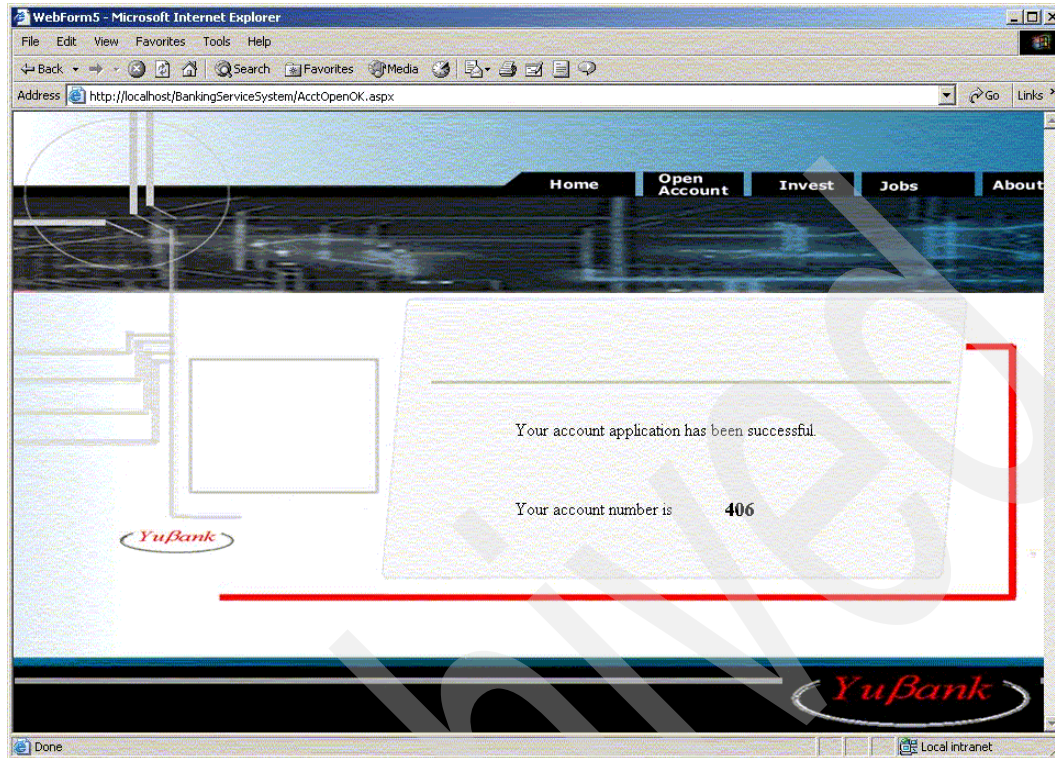 WebForm5 - Microsoft Internet Explorer
File Edit View Favorites Tools Help
Back Search Favorites Media
Address http://localhost/BankingServiceSystem/AcctOpenOK.aspx Go Links
Home Open Account Invest Jobs About
Your account application has been successful.
Your account number is 406
YuBank
YuBank
Done Local intranet